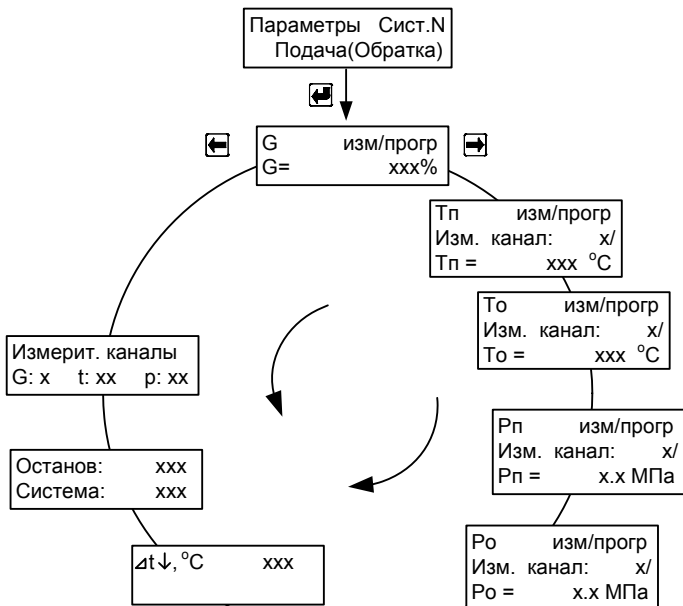 Параметры Сист.N
Подача(Обратка)
G изм/прогр
G= xxx%
Тп изм/прогр
Изм. канал: x/
Тп = xxx °C
То изм/прогр
Изм. канал: x/
То = xxx °C
Рп изм/прогр
Изм. канал: x/
Рп = x.x МПа
Ро изм/прогр
Изм. канал: x/
Ро = x.x МПа
⊿t↓, °C xxx
Останов: xxx
Система: xxx
Измерит. каналы
G: x t: xx p: xx